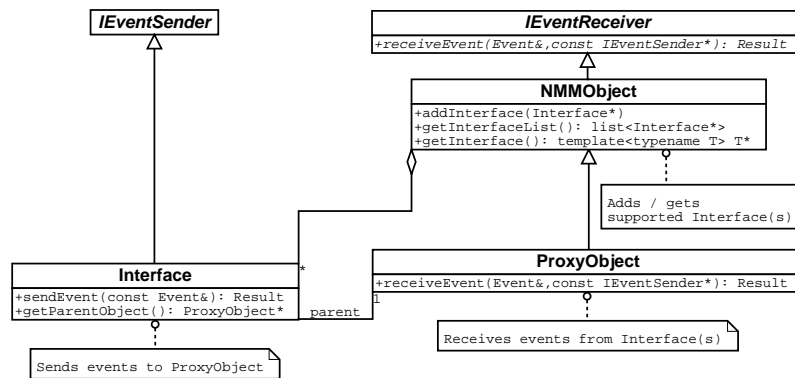 IEventSender
IEventReceiver
+receiveEvent(Event&,const IEventSender*): Result
NMMObject
+addInterface(Interface*)
+getInterfaceList(): list<Interface*>
+getInterface(): template<typename T> T*
Adds / gets
supported Interface(s)
Interface
+sendEvent(const Event&): Result
+getParentObject(): ProxyObject*
*
parent
1
ProxyObject
+receiveEvent(Event&,const IEventSender*): Result
Sends events to ProxyObject
Receives events from Interface(s)